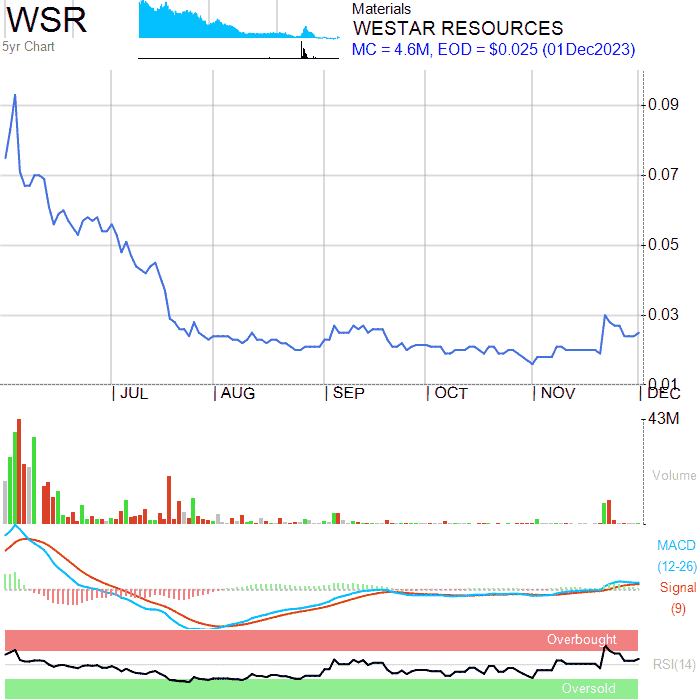 WSR
5yr Chart
Materials
WESTAR RESOURCES
MC = 4.6M, EOD = $0.025 (01Dec2023)
0.09
0.07
0.05
0.03
0.01
JUL AUG SEP OCT NOV DEC
43M
Volume
MACD
(12-26)
Signal
(9)
Overbought
RSI(14)
Oversold